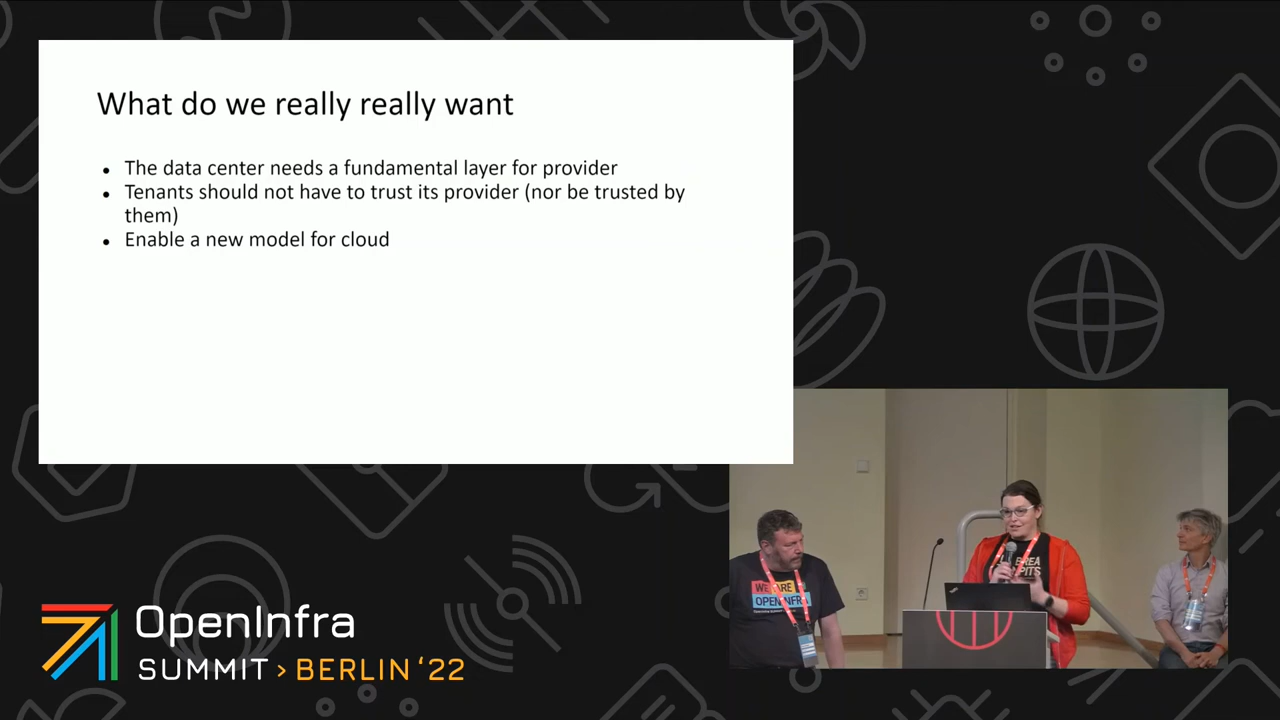 What do we really really want
• The data center needs a fundamental layer for provider
• Tenants should not have to trust its provider (nor be trusted by
them)
• Enable a new model for cloud
OpenInfra
SUMMIT > BERLIN ‘22
WE ARE
OPENINFRA